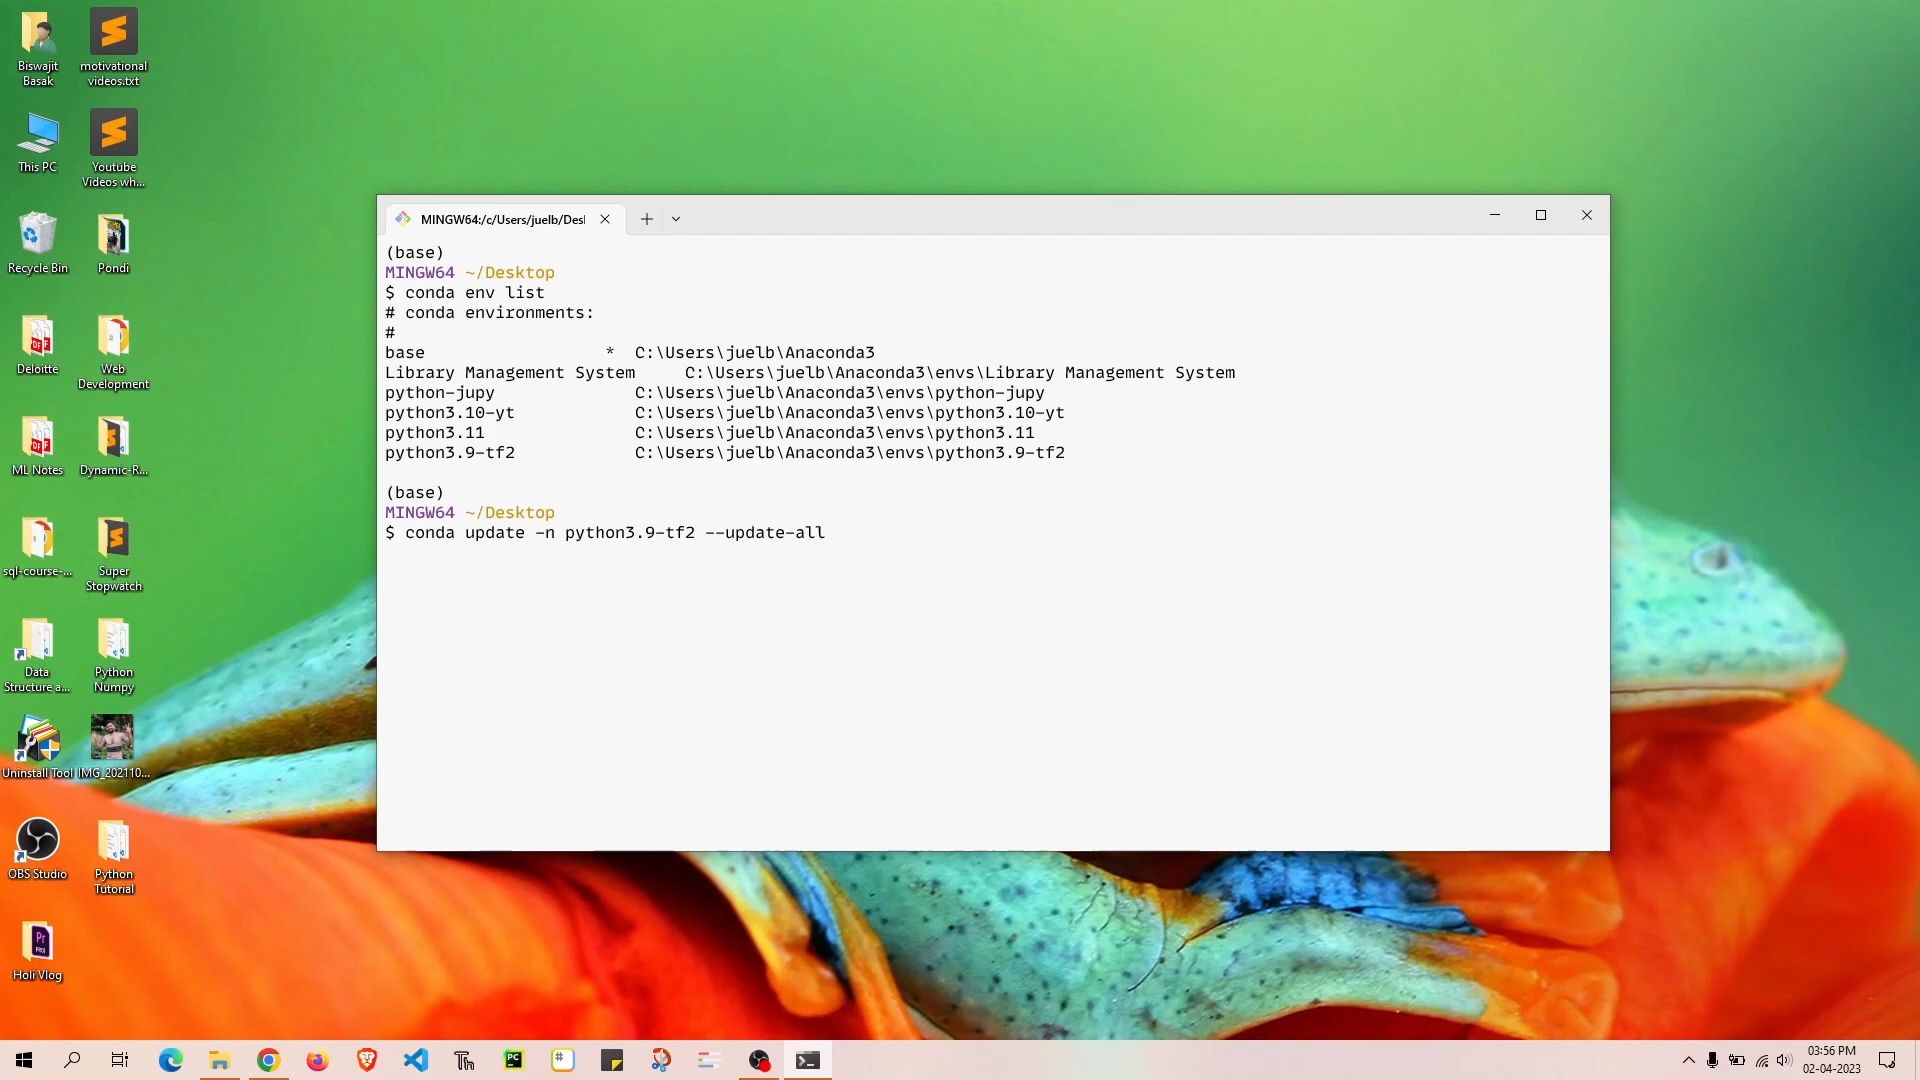 Biswajit
Basak
motivational
videos.txt
This PC
Youtube
Videos wh...
Recycle Bin
Pondi
Deloitte
Web
Development
ML Notes
Dynamic-R...
sql-course-...
Super
Stopwatch
Data
Structure a...
Python
Numpy
Uninstall Tool
IMG_202110...
OBS Studio
Python
Tutorial
Holi Vlog
MINGW64:/c/Users/juelb/Desl
(base)
MINGW64 ~/Desktop
$ conda env list
# conda environments:
#
base * C:\Users\juelb\Anaconda3
Library Management System C:\Users\juelb\Anaconda3\envs\Library Management System
python-jupy C:\Users\juelb\Anaconda3\envs\python-jupy
python3.10-yt C:\Users\juelb\Anaconda3\envs\python3.10-yt
python3.11 C:\Users\juelb\Anaconda3\envs\python3.11
python3.9-tf2 C:\Users\juelb\Anaconda3\envs\python3.9-tf2
(base)
MINGW64 ~/Desktop
$ conda update -n python3.9-tf2 --update-all
03:56 PM
02-04-2023